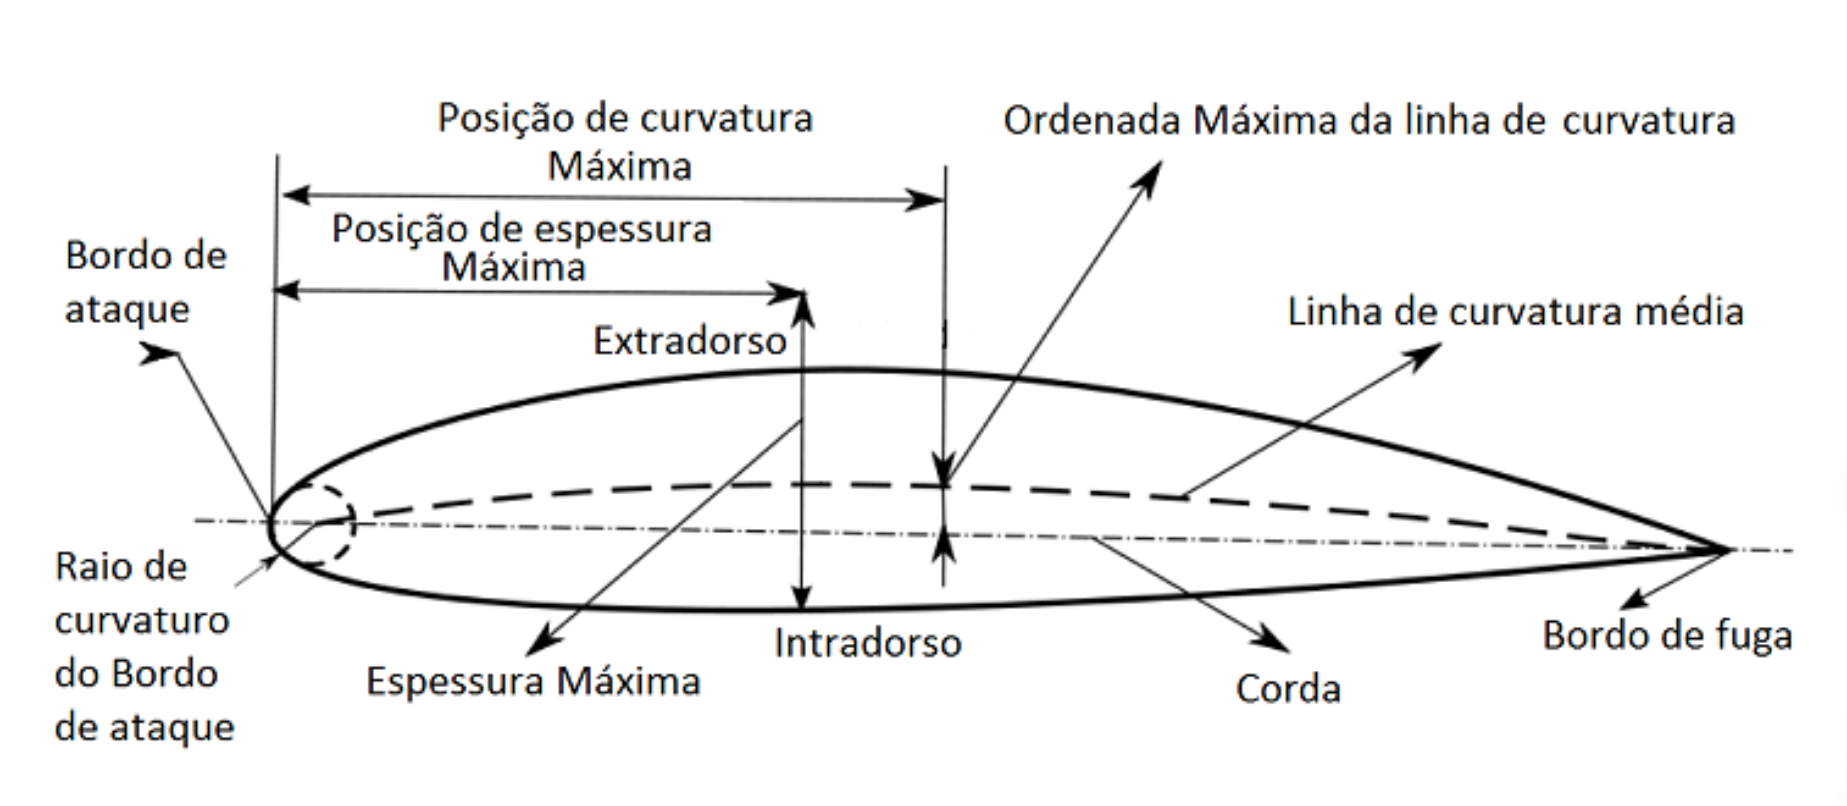 Posição de curvatura
Máxima
Ordenada Máxima da linha de curvatura
Posição de espessura
Máxima
Bordo de
ataque
Extradorso
Linha de curvatura média
Raio de
curvaturo
do Bordo
de ataque
Intradorso
Bordo de fuga
Espessura Máxima
Corda